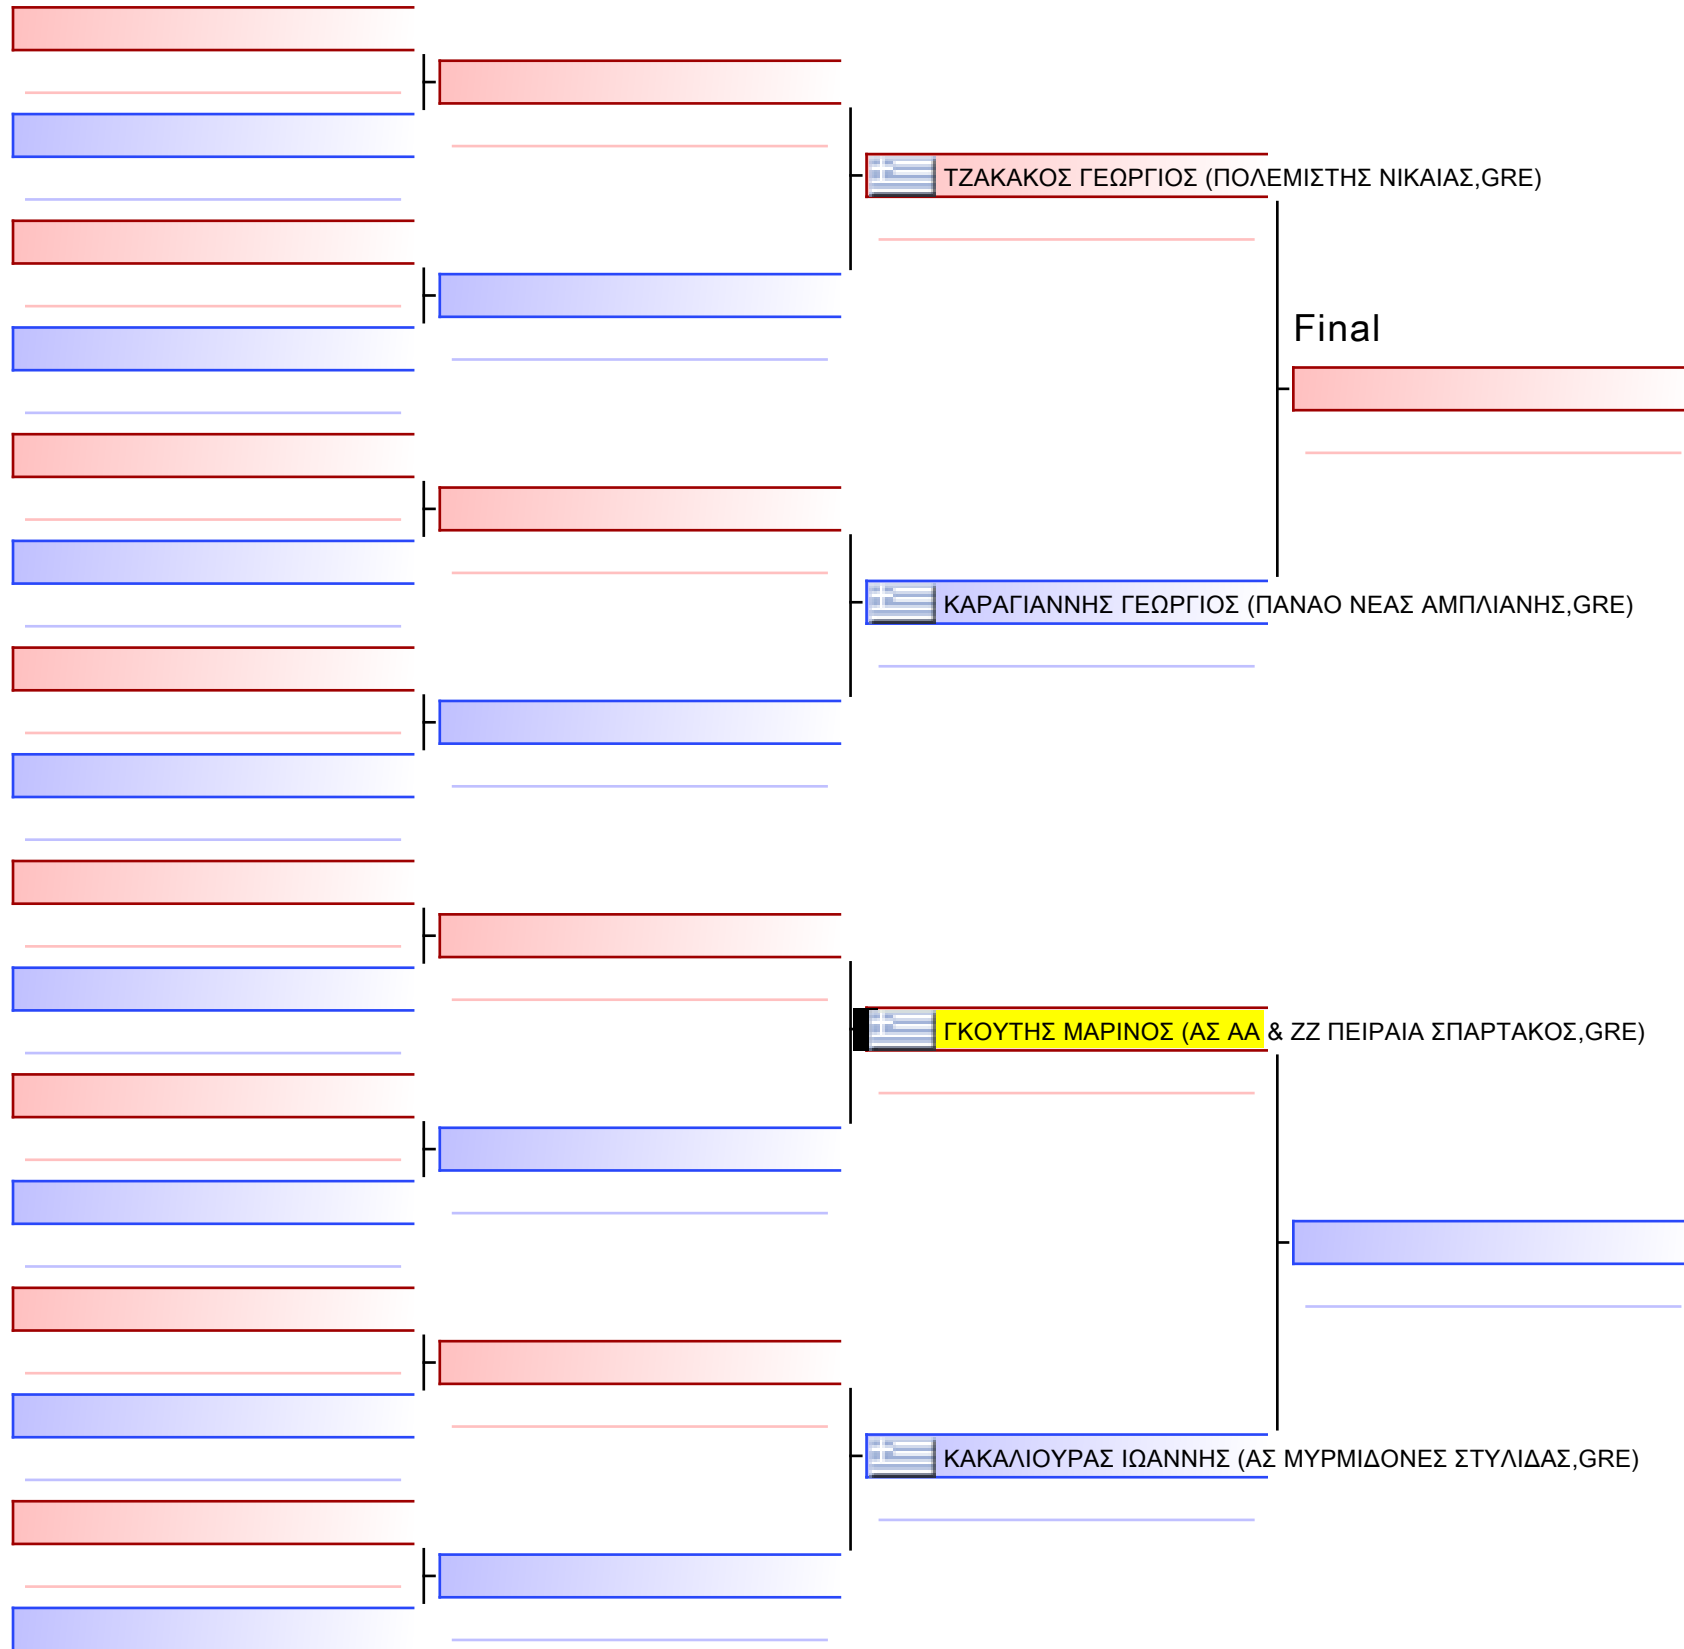 ΤΖΑΚΑΚΟΣ ΓΕΩΡΓΙΟΣ (ΠΟΛΕΜΙΣΤΗΣ ΝΙΚΑΙΑΣ,GRE)
Final
ΚΑΡΑΓΙΑΝΝΗΣ ΓΕΩΡΓΙΟΣ (ΠΑΝΑΟ ΝΕΑΣ ΑΜΠΛΙΑΝΗΣ,GRE)
ΓΚΟΥΤΗΣ ΜΑΡΙΝΟΣ (ΑΣ ΑΑ & ΖΖ ΠΕΙΡΑΙΑ ΣΠΑΡΤΑΚΟΣ,GRE)
ΚΑΚΑΛΙΟΥΡΑΣ ΙΩΑΝΝΗΣ (ΑΣ ΜΥΡΜΙΔΟΝΕΣ ΣΤΥΛΙΔΑΣ,GRE)